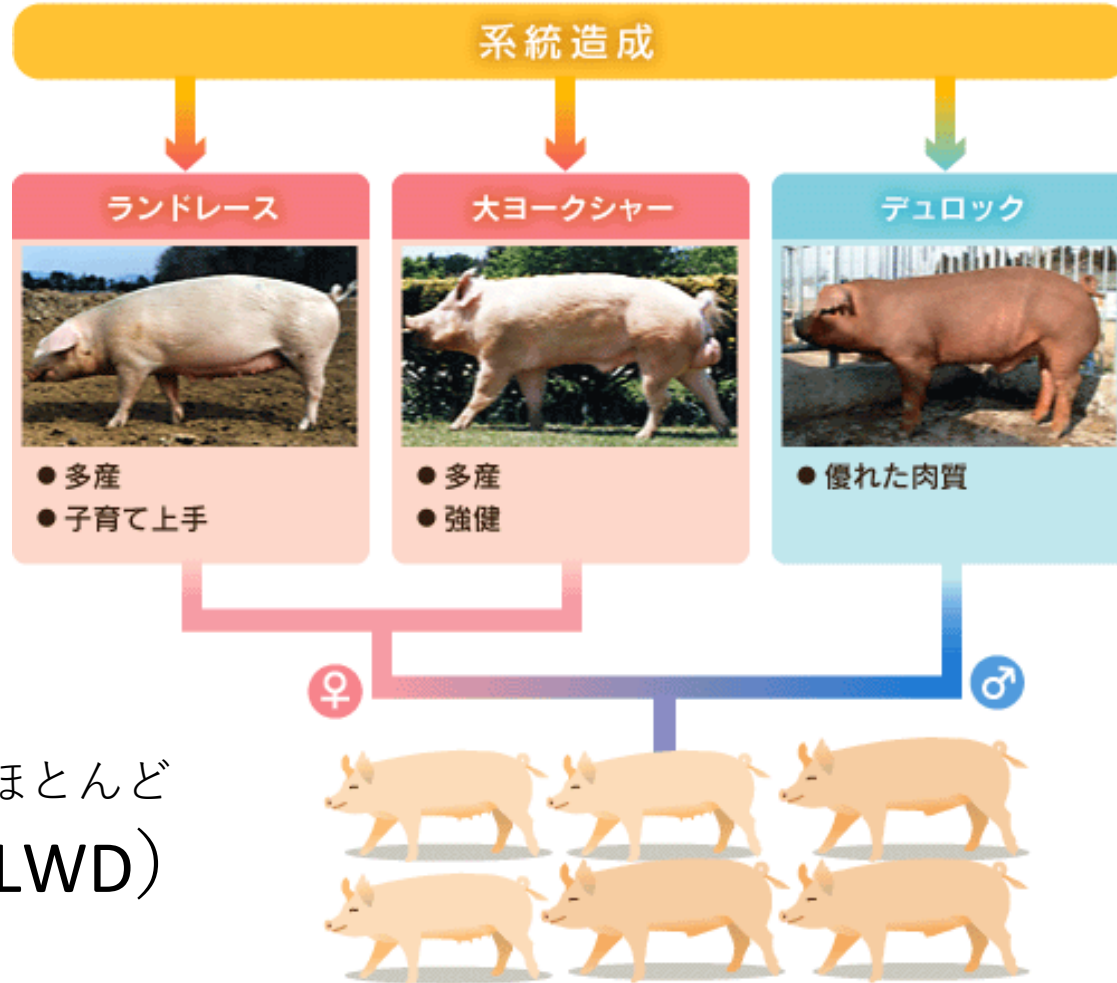 系統造成
ランドレース
大ヨークシャー
デュロック
● 多産
● 子育て上手
● 多産
● 強健
● 優れた肉質
♀
♂
ほとんど
LWD）